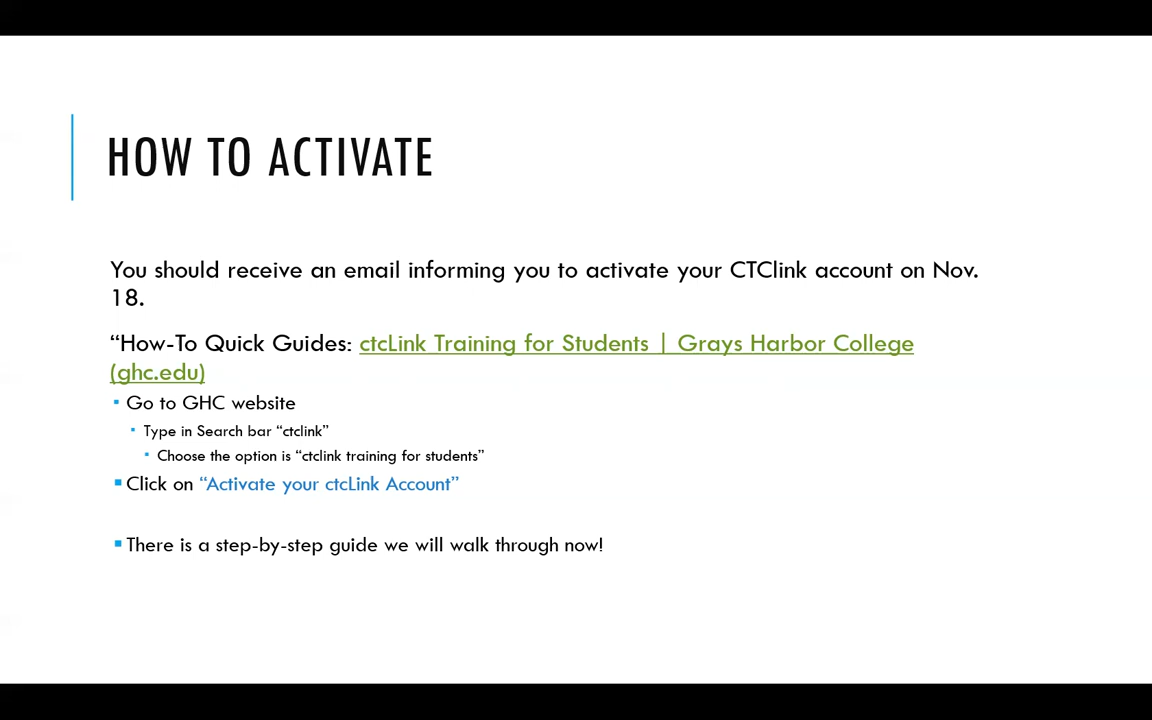 HOW TO ACTIVATE
You should receive an email informing you to activate your CTClink account on Nov.
18.
“How-To Quick Guides: ctcLink Training for Students | Grays Harbor College
(ghc.edu)
▪ Go to GHC website
▪ Type in Search bar “ctclink”
▪ Choose the option is “ctclink training for students”
▪ Click on “Activate your ctcLink Account”
▪ There is a step-by-step guide we will walk through now!